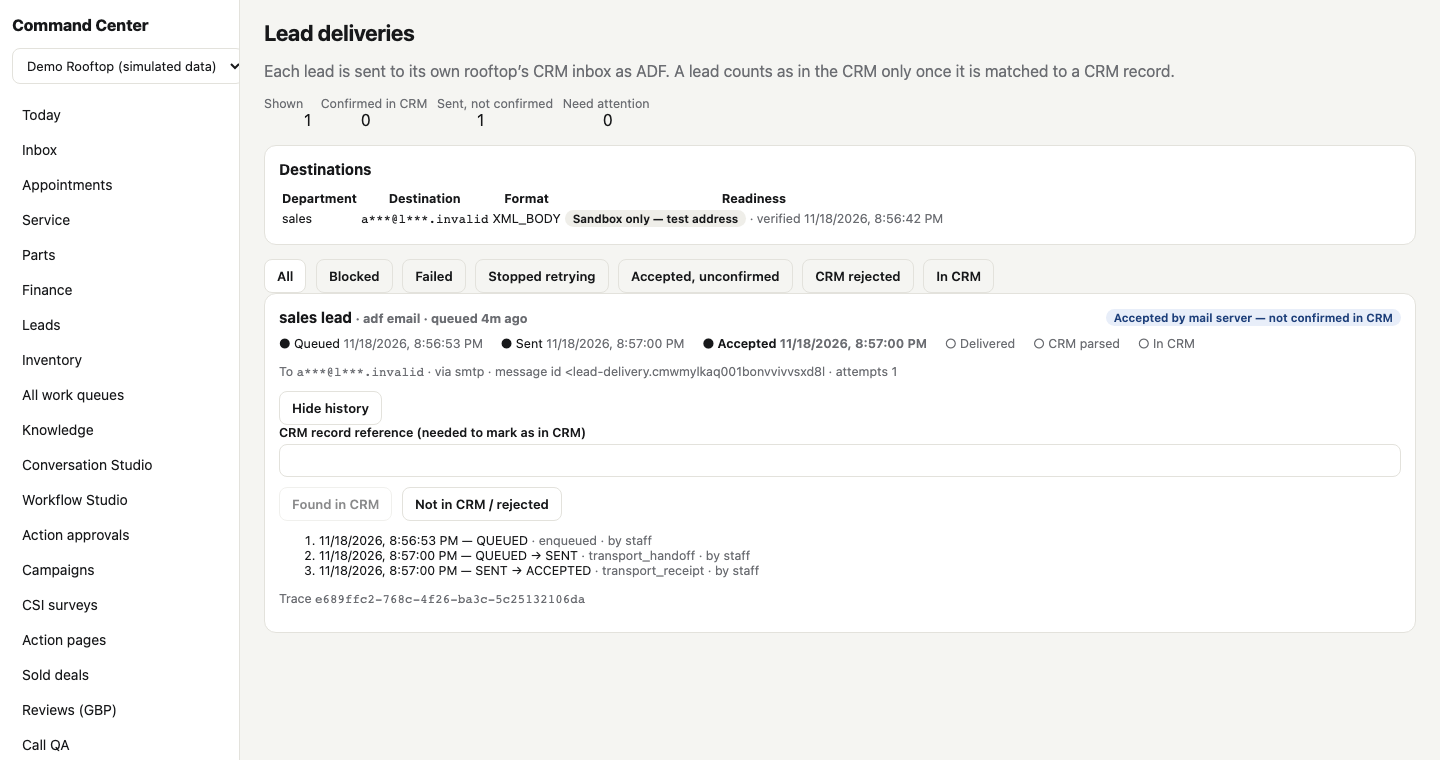 Command Center
Demo Rooftop (simulated data)
Today
Inbox
Appointments
Service
Parts
Finance
Leads
Inventory
All work queues
Knowledge
Conversation Studio
Workflow Studio
Action approvals
Campaigns
CSI surveys
Action pages
Sold deals
Reviews (GBP)
Call QA
Lead deliveries
Each lead is sent to its own rooftop’s CRM inbox as ADF. A lead counts as in the CRM only once it is matched to a CRM record.
Shown Confirmed in CRM Sent, not confirmed Need attention
1 0 1 0
Destinations
Department Destination Format Readiness
sales a***@l***.invalid XML_BODY Sandbox only — test address · verified 11/18/2026, 8:56:42 PM
All Blocked Failed Stopped retrying Accepted, unconfirmed CRM rejected In CRM
sales lead · adf email · queued 4m ago Accepted by mail server — not confirmed in CRM
● Queued 11/18/2026, 8:56:53 PM ● Sent 11/18/2026, 8:57:00 PM ● Accepted 11/18/2026, 8:57:00 PM ○ Delivered ○ CRM parsed ○ In CRM
To a***@l***.invalid · via smtp · message id <lead-delivery.cmwmylkaq001bonvvivvsxd8l · attempts 1
Hide history
CRM record reference (needed to mark as in CRM)
Found in CRM Not in CRM / rejected
1. 11/18/2026, 8:56:53 PM — QUEUED · enqueued · by staff
2. 11/18/2026, 8:57:00 PM — QUEUED → SENT · transport_handoff · by staff
3. 11/18/2026, 8:57:00 PM — SENT → ACCEPTED · transport_receipt · by staff
Trace e689ffc2-768c-4f26-ba3c-5c25132106da